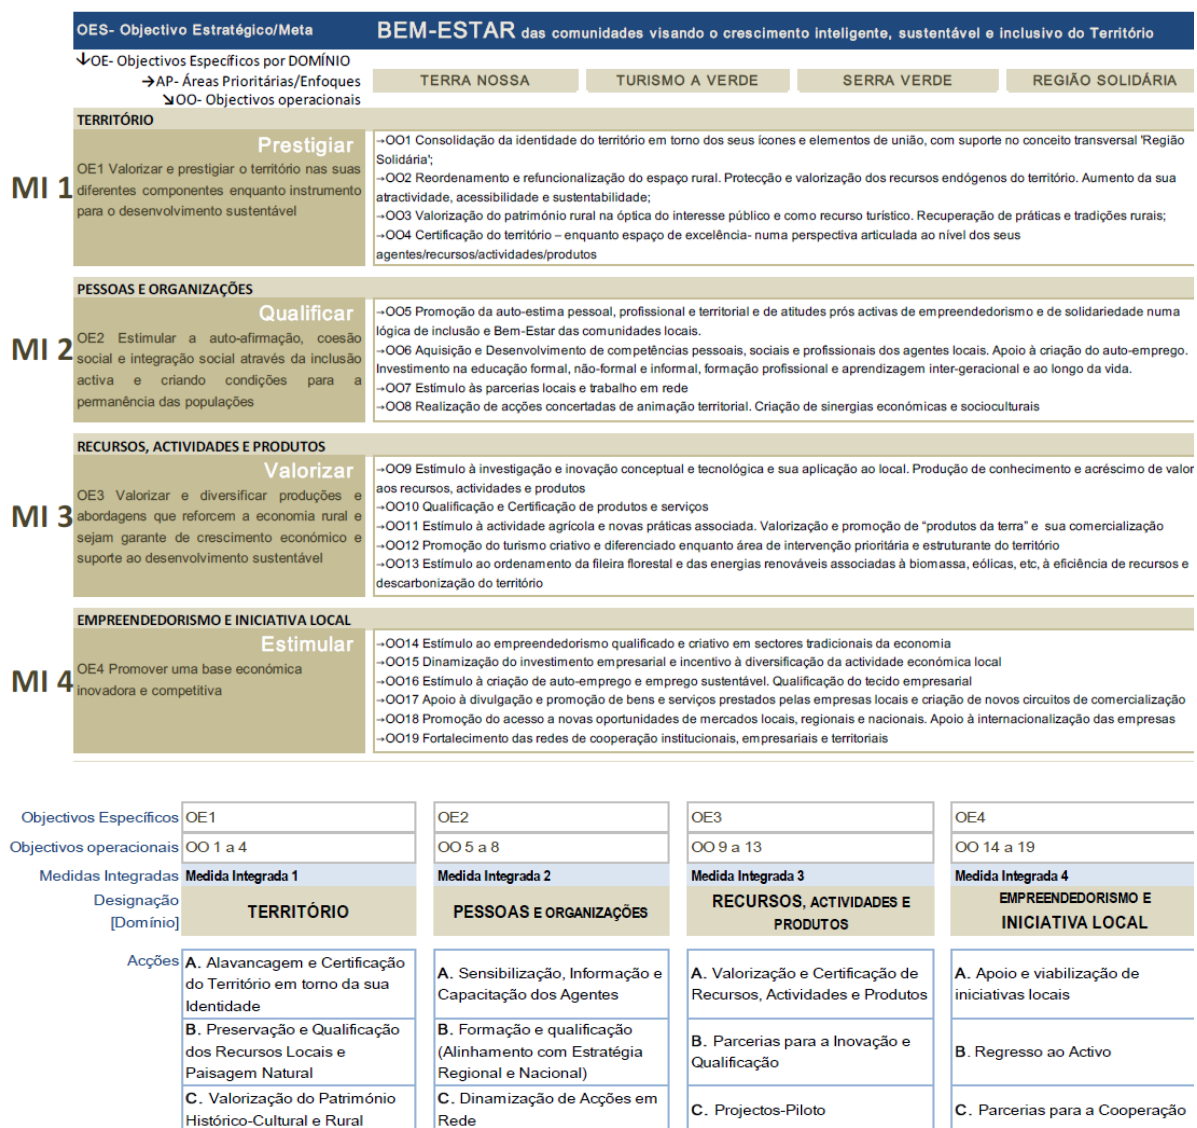 OES- Objectivo Estratégico/Meta
BEM-ESTAR das comunidades visando o crescimento inteligente, sustentável e inclusivo do Território
↓OE- Objectivos Específicos por DOMÍNIO
→AP- Áreas Prioritárias/Enfoques
↘OO- Objectivos operacionais
TERRA NOSSA
TURISMO A VERDE
SERRA VERDE
REGIÃO SOLIDÁRIA
TERRITÓRIO
MI 1
Prestigiar
OE1 Valorizar e prestigiar o território nas suas
diferentes componentes enquanto instrumento
para o desenvolvimento sustentável
→OO1 Consolidação da identidade do território em torno dos seus ícones e elementos de união, com suporte no conceito transversal 'Região
Solidária';
→OO2 Reordenamento e refuncionalização do espaço rural. Protecção e valorização dos recursos endógenos do território. Aumento da sua
atractividade, acessibilidade e sustentabilidade;
→OO3 Valorização do património rural na óptica do interesse público e como recurso turístico. Recuperação de práticas e tradições rurais;
→OO4 Certificação do território – enquanto espaço de excelência- numa perspectiva articulada ao nível dos seus
agentes/recursos/actividades/produtos
PESSOAS E ORGANIZAÇÕES
MI 2
Qualificar
OE2 Estimular a auto-afirmação, coesão
social e integração social através da inclusão
activa e criando condições para a
permanência das populações
→OO5 Promoção da auto-estima pessoal, profissional e territorial e de atitudes prós activas de empreendedorismo e de solidariedade numa
lógica de inclusão e Bem-Estar das comunidades locais.
→OO6 Aquisição e Desenvolvimento de competências pessoais, sociais e profissionais dos agentes locais. Apoio à criação do auto-emprego.
Investimento na educação formal, não-formal e informal, formação profissional e aprendizagem inter-geracional e ao longo da vida.
→OO7 Estímulo às parcerias locais e trabalho em rede
→OO8 Realização de acções concertadas de animação territorial. Criação de sinergias económicas e socioculturais
RECURSOS, ACTIVIDADES E PRODUTOS
MI 3
Valorizar
OE3 Valorizar e diversificar produções e
abordagens que reforcem a economia rural e
sejam garante de crescimento económico e
suporte ao desenvolvimento sustentável
→OO9 Estímulo à investigação e inovação conceptual e tecnológica e sua aplicação ao local. Produção de conhecimento e acréscimo de valor
aos recursos, actividades e produtos
→OO10 Qualificação e Certificação de produtos e serviços
→OO11 Estímulo à actividade agrícola e novas práticas associada. Valorização e promoção de “produtos da terra” e sua comercialização
→OO12 Promoção do turismo criativo e diferenciado enquanto área de intervenção prioritária e estruturante do território
→OO13 Estímulo ao ordenamento da fileira florestal e das energias renováveis associadas à biomassa, eólicas, etc, à eficiência de recursos e
descarbonização do território
EMPREENDEDORISMO E INICIATIVA LOCAL
MI 4
Estimular
OE4 Promover uma base económica
inovadora e competitiva
→OO14 Estímulo ao empreendedorismo qualificado e criativo em sectores tradicionais da economia
→OO15 Dinamização do investimento empresarial e incentivo à diversificação da actividade económica local
→OO16 Estímulo à criação de auto-emprego e emprego sustentável. Qualificação do tecido empresarial
→OO17 Apoio à divulgação e promoção de bens e serviços prestados pelas empresas locais e criação de novos circuitos de comercialização
→OO18 Promoção do acesso a novas oportunidades de mercados locais, regionais e nacionais. Apoio à internacionalização das empresas
→OO19 Fortalecimento das redes de cooperação institucionais, empresariais e territoriais
Objectivos Específicos
OE1
OE2
OE3
OE4
Objectivos operacionais
OO 1 a 4
OO 5 a 8
OO 9 a 13
OO 14 a 19
Medidas Integradas
Medida Integrada 1
Medida Integrada 2
Medida Integrada 3
Medida Integrada 4
Designação
[Domínio]
TERRITÓRIO
PESSOAS E ORGANIZAÇÕES
RECURSOS, ACTIVIDADES E
PRODUTOS
EMPREENDEDORISMO E
INICIATIVA LOCAL
Acções
A. Alavancagem e Certificação
do Território em torno da sua
Identidade
A. Sensibilização, Informação e
Capacitação dos Agentes
A. Valorização e Certificação de
Recursos, Actividades e Produtos
A. Apoio e viabilização de
iniciativas locais
B. Preservação e Qualificação
dos Recursos Locais e
Paisagem Natural
B. Formação e qualificação
(Alinhamento com Estratégia
Regional e Nacional)
B. Parcerias para a Inovação e
Qualificação
B. Regresso ao Activo
C. Valorização do Património
Histórico-Cultural e Rural
C. Dinamização de Acções em
Rede
C. Projectos-Piloto
C. Parcerias para a Cooperação